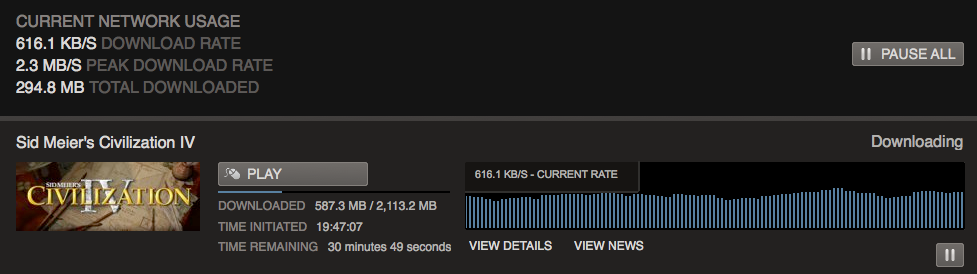 CURRENT NETWORK USAGE
616.1 KB/S DOWNLOAD RATE
2.3 MB/S PEAK DOWNLOAD RATE
294.8 MB TOTAL DOWNLOADED
PAUSE ALL
Sid Meier's Civilization IV
Downloading
SID MEIER'S
CIVILIZATION
IV
PLAY
616.1 KB/S - CURRENT RATE
DOWNLOADED 587.3 MB / 2,113.2 MB
TIME INITIATED 19:47:07
TIME REMAINING 30 minutes 49 seconds
VIEW DETAILS VIEW NEWS